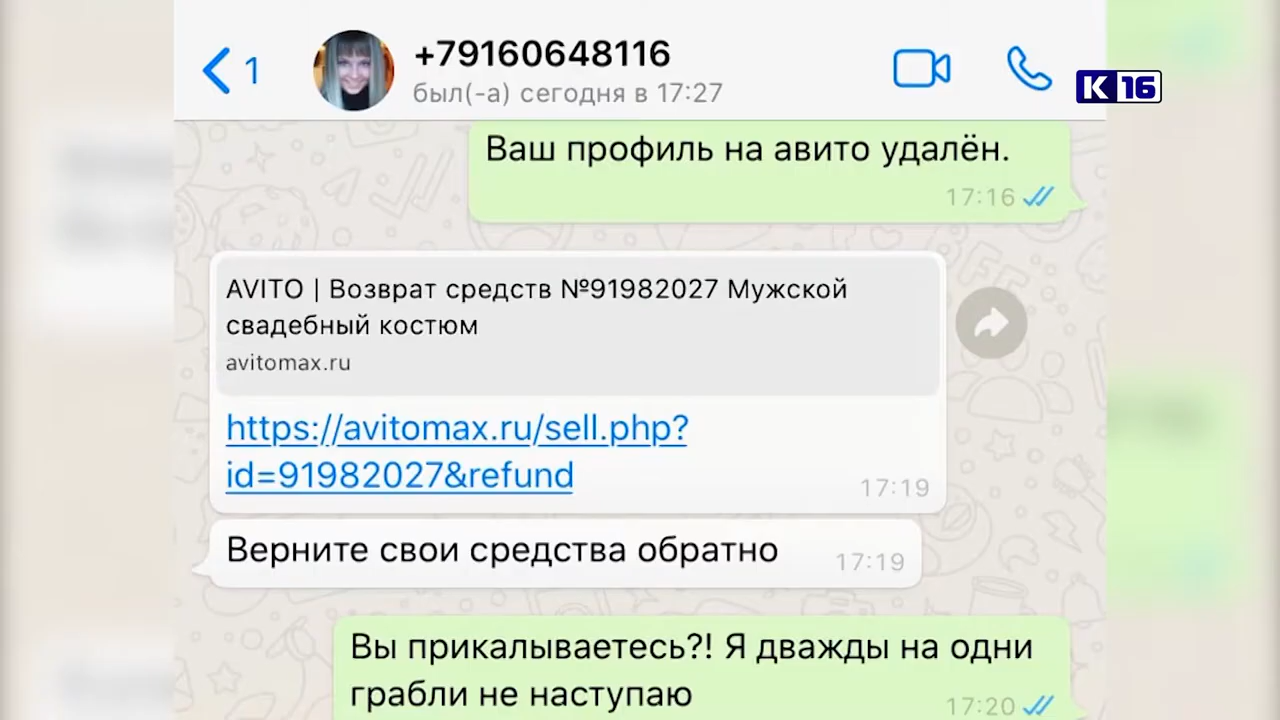 1
+79160648116
был(-а) сегодня в 17:27
K 16
Ваш профиль на авито удалён.
17:16
AVITO | Возврат средств №91982027 Мужской
свадебный костюм
avitomax.ru
https://avitomax.ru/sell.php?
id=91982027&refund
17:19
Верните свои средства обратно
17:19
Вы прикалываетесь?! Я дважды на одни
грабли не наступаю
17:20